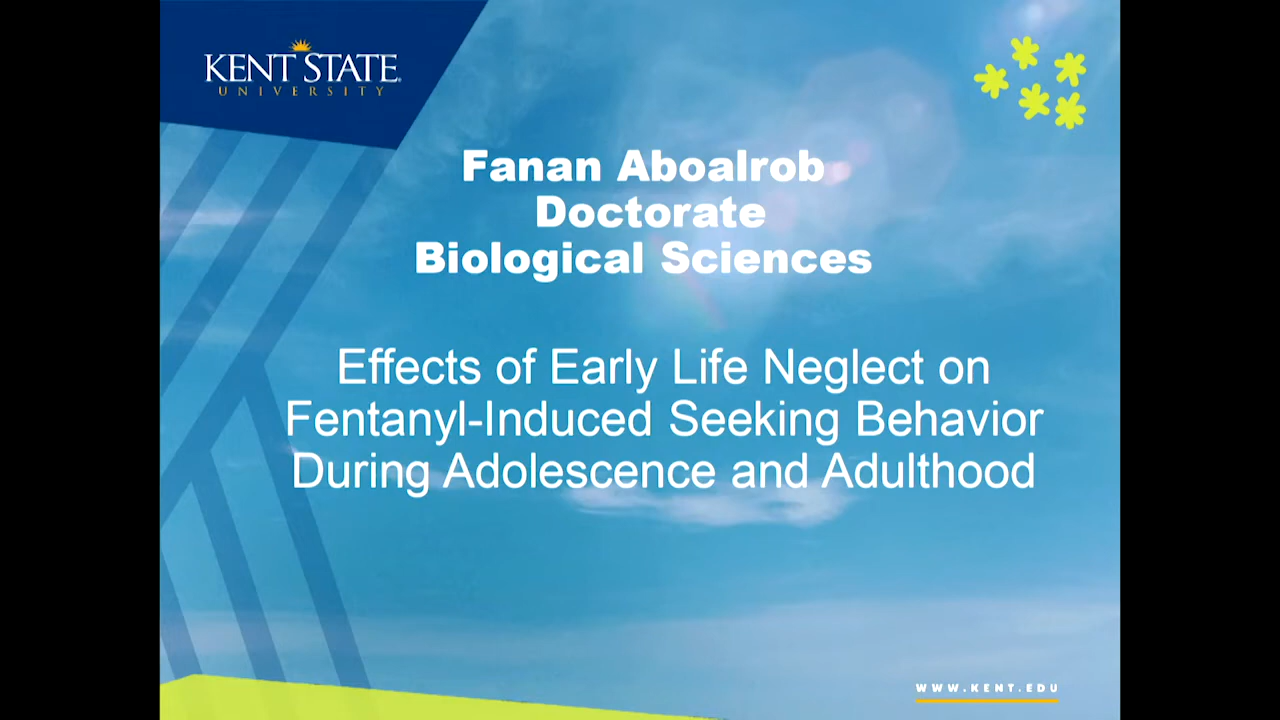 KENT STATE
UNIVERSITY
Fanan Aboalrob
Doctorate
Biological Sciences
Effects of Early Life Neglect on
Fentanyl-Induced Seeking Behavior
During Adolescence and Adulthood
WWW.KENT.EDU